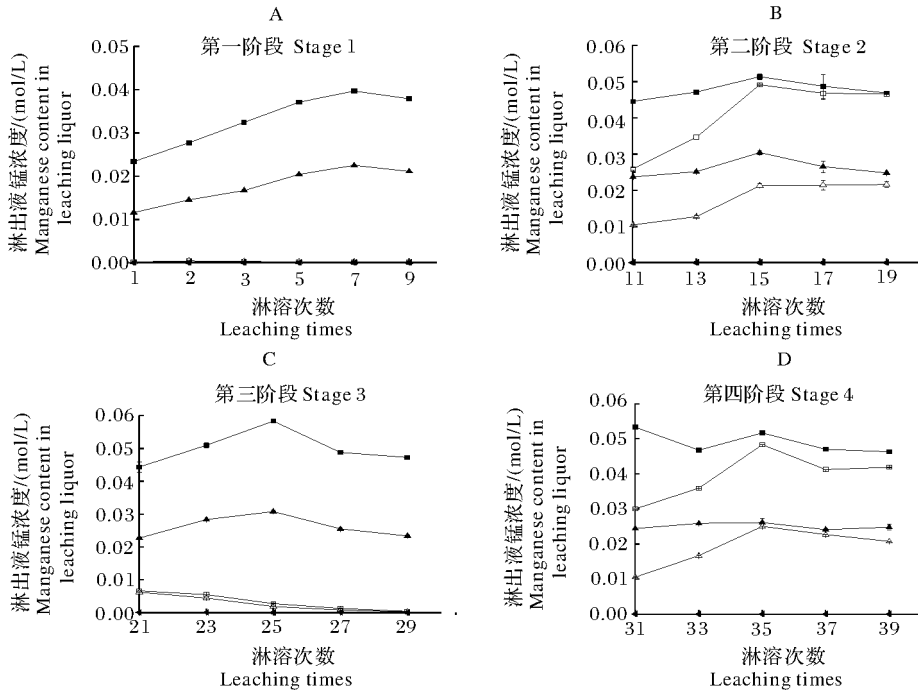 A
第一阶段 Stage 1
淋出液锰浓度/(mol/L)
Manganese content in
leaching liquor
0.05
0.04
0.03
0.02
0.01
0.00
1 2 3 5 7 9
淋溶次数
Leaching times
B
第二阶段 Stage 2
淋出液锰浓度/(mol/L)
Manganese content in
leaching liquor
0.06
0.05
0.04
0.03
0.02
0.01
0.00
11 13 15 17 19
淋溶次数
Leaching times
C
第三阶段 Stage 3
淋出液锰浓度/(mol/L)
Manganese content in
leaching liquor
0.06
0.05
0.04
0.03
0.02
0.01
0.00
21 23 25 27 29
淋溶次数
Leaching times
D
第四阶段 Stage 4
淋出液锰浓度/(mol/L)
Manganese content in
leaching liquor
0.06
0.05
0.04
0.03
0.02
0.01
0.00
31 33 35 37 39
淋溶次数
Leaching times